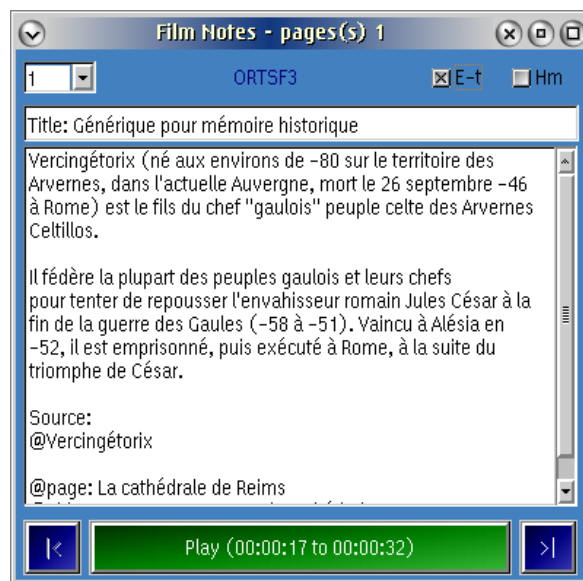 Film Notes - pages(s) 1
1 ORTSF3 E-t Hm
Title: Générique pour mémoire historique
Vercingétorix (né aux environs de -80 sur le territoire des
Arvernes, dans l'actuelle Auvergne, mort le 26 septembre -46
à Rome) est le fils du chef "gaulois" peuple celte des Arvernes
Celtillos.
Il fédère la plupart des peuples gaulois et leurs chefs
pour tenter de repousser l'envahisseur romain Jules César à la
fin de la guerre des Gaules (-58 à -51). Vaincu à Alésia en
-52, il est emprisonné, puis exécuté à Rome, à la suite du
triomphe de César.
Source:
@Vercingétorix
@page: La cathédrale de Reims
Play (00:00:17 to 00:00:32)